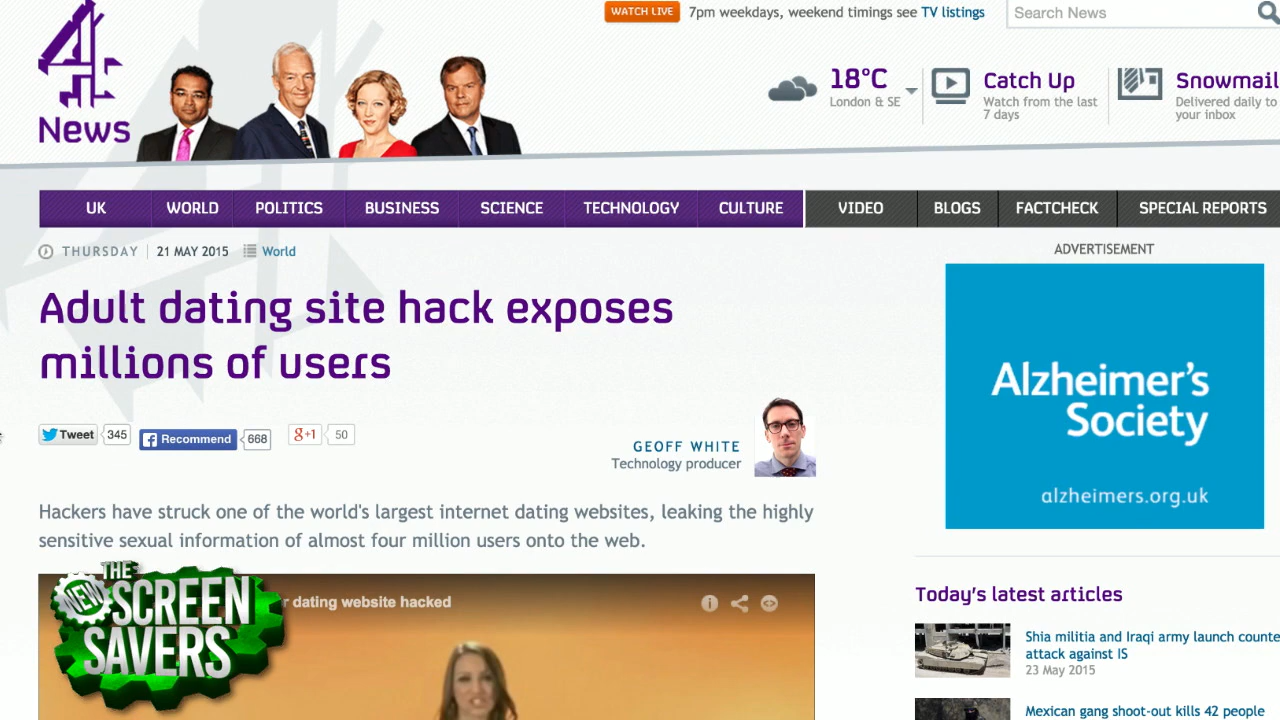 WATCH LIVE
7pm weekdays, weekend timings see TV listings
Search News
4
News
18°C
London & SE
Catch Up
Watch from the last
7 days
Snowmail
Delivered daily to
your inbox
UK
WORLD
POLITICS
BUSINESS
SCIENCE
TECHNOLOGY
CULTURE
VIDEO
BLOGS
FACTCHECK
SPECIAL REPORTS
THURSDAY
21 MAY 2015
World
Adult dating site hack exposes
millions of users
Tweet
345
Recommend
668
g+1
50
GEOFF WHITE
Technology producer
Hackers have struck one of the world's largest internet dating websites, leaking the highly
sensitive sexual information of almost four million users onto the web.
r dating website hacked
THE
NEW
SCREEN
SAVERS
ADVERTISEMENT
Alzheimer's
Society
alzheimers.org.uk
Today's latest articles
Shia militia and Iraqi army launch counte
attack against IS
23 May 2015
Mexican gang shoot-out kills 42 people